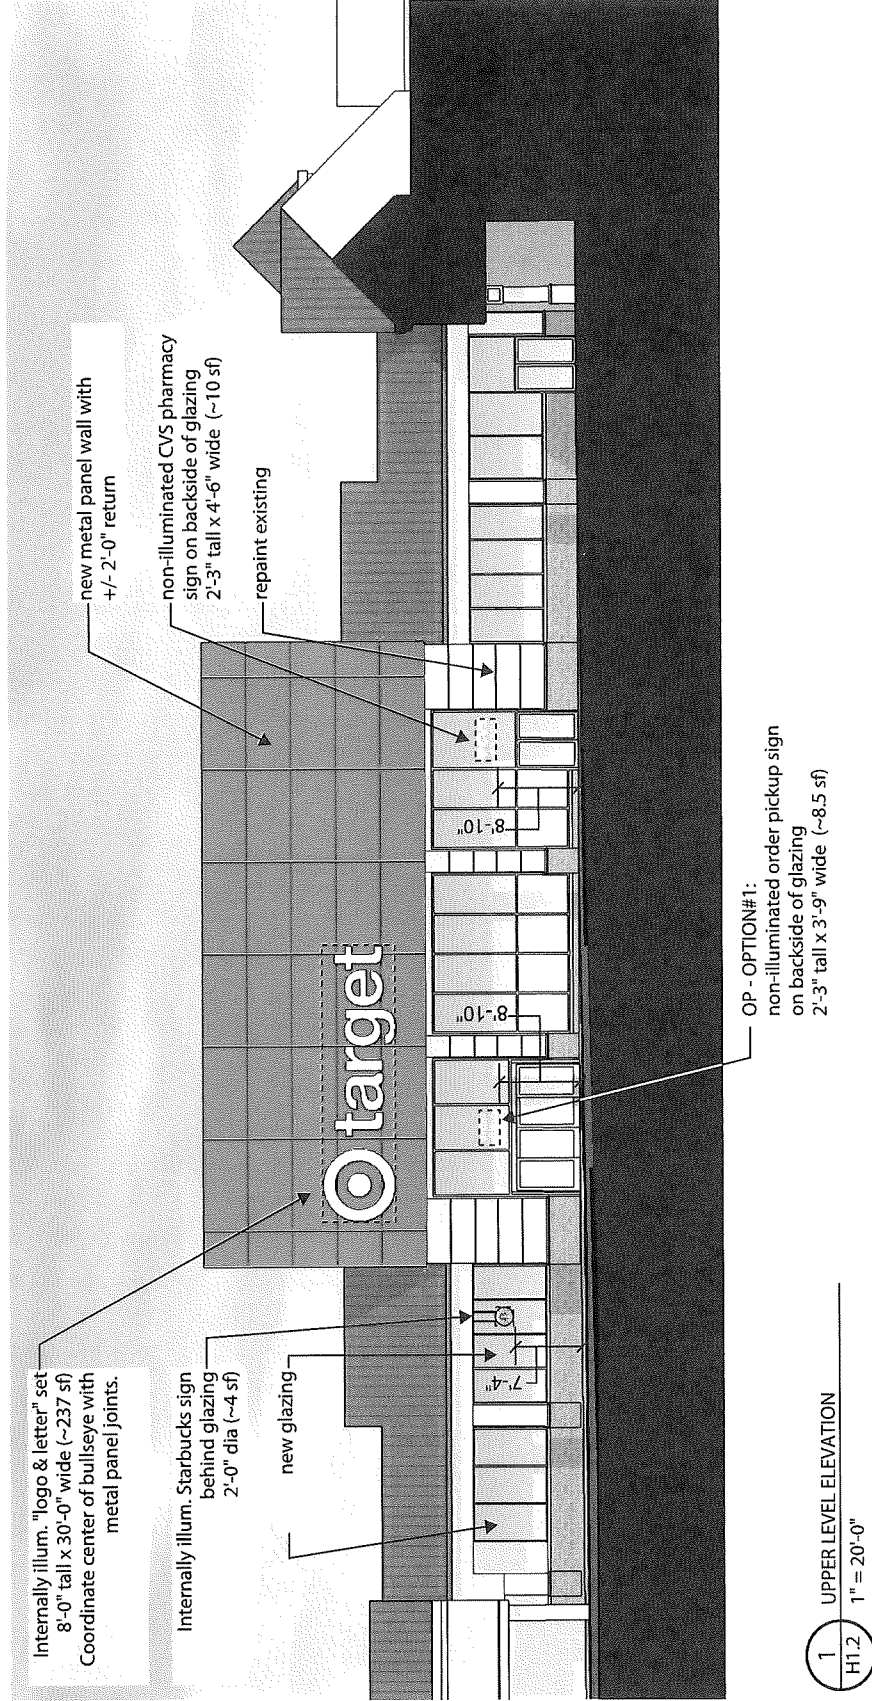 Internally illum. "logo & letter" set
8'-0" tall x 30'-0" wide (~237 sf)
Coordinate center of bullseye with
metal panel joints.
Internally illum. Starbucks sign
behind glazing
2'-0" dia (~4 sf)
new glazing
new metal panel wall with
+/- 2'-0" return
non-illuminated CVS pharmacy
sign on backside of glazing
2'-3" tall x 4'-6" wide (~10 sf)
repaint existing
target
7'-4"
8'-10"
8'-10"
OP - OPTION#1:
non-illuminated order pickup sign
on backside of glazing
2'-3" tall x 3'-9" wide (~8.5 sf)
1
H1.2
UPPER LEVEL ELEVATION
1" = 20'-0"